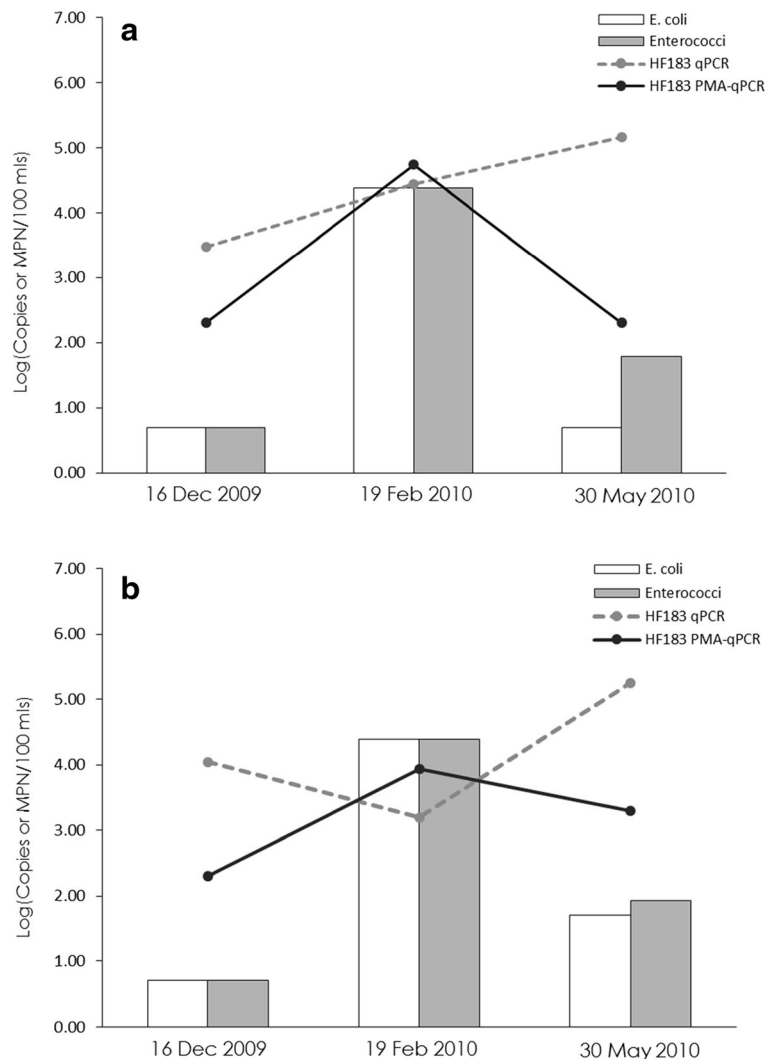 a
E. coli
Enterococci
HF183 qPCR
HF183 PMA-qPCR
7.00
6.00
5.00
4.00
3.00
2.00
1.00
0.00
Log(Copies or MPN/100 mls)
16 Dec 2009 19 Feb 2010 30 May 2010
b
E. coli
Enterococci
HF183 qPCR
HF183 PMA-qPCR
7.00
6.00
5.00
4.00
3.00
2.00
1.00
0.00
Log(Copies or MPN/100 mls)
16 Dec 2009 19 Feb 2010 30 May 2010